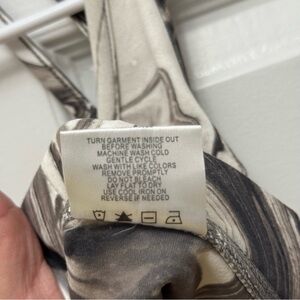 TURN GARMENT INSIDE OUT
BEFORE WASHING
MACHINE WASH COLD
GENTLE CYCLE
WASH WITH LIKE COLORS
REMOVE PROMPTLY
DO NOT BLEACH
LAY FLAT TO DRY
USE COOL IRON ON
REVERSE IF NEEDED